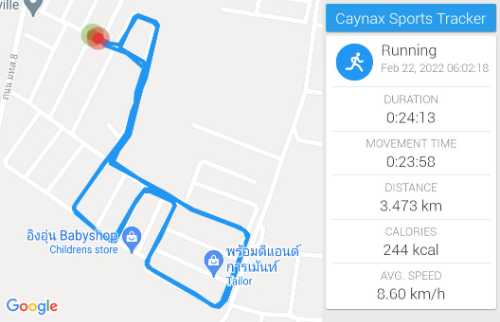 ville
ถนน เทศ 8
อิงอุ่น Babyshop
Childrens store
พร้อมดีแอนด์
การเม้นท์
Tailor
Google
Caynax Sports Tracker
Running
Feb 22, 2022 06:02:18
DURATION
0:24:13
MOVEMENT TIME
0:23:58
DISTANCE
3.473 km
CALORIES
244 kcal
AVG. SPEED
8.60 km/h